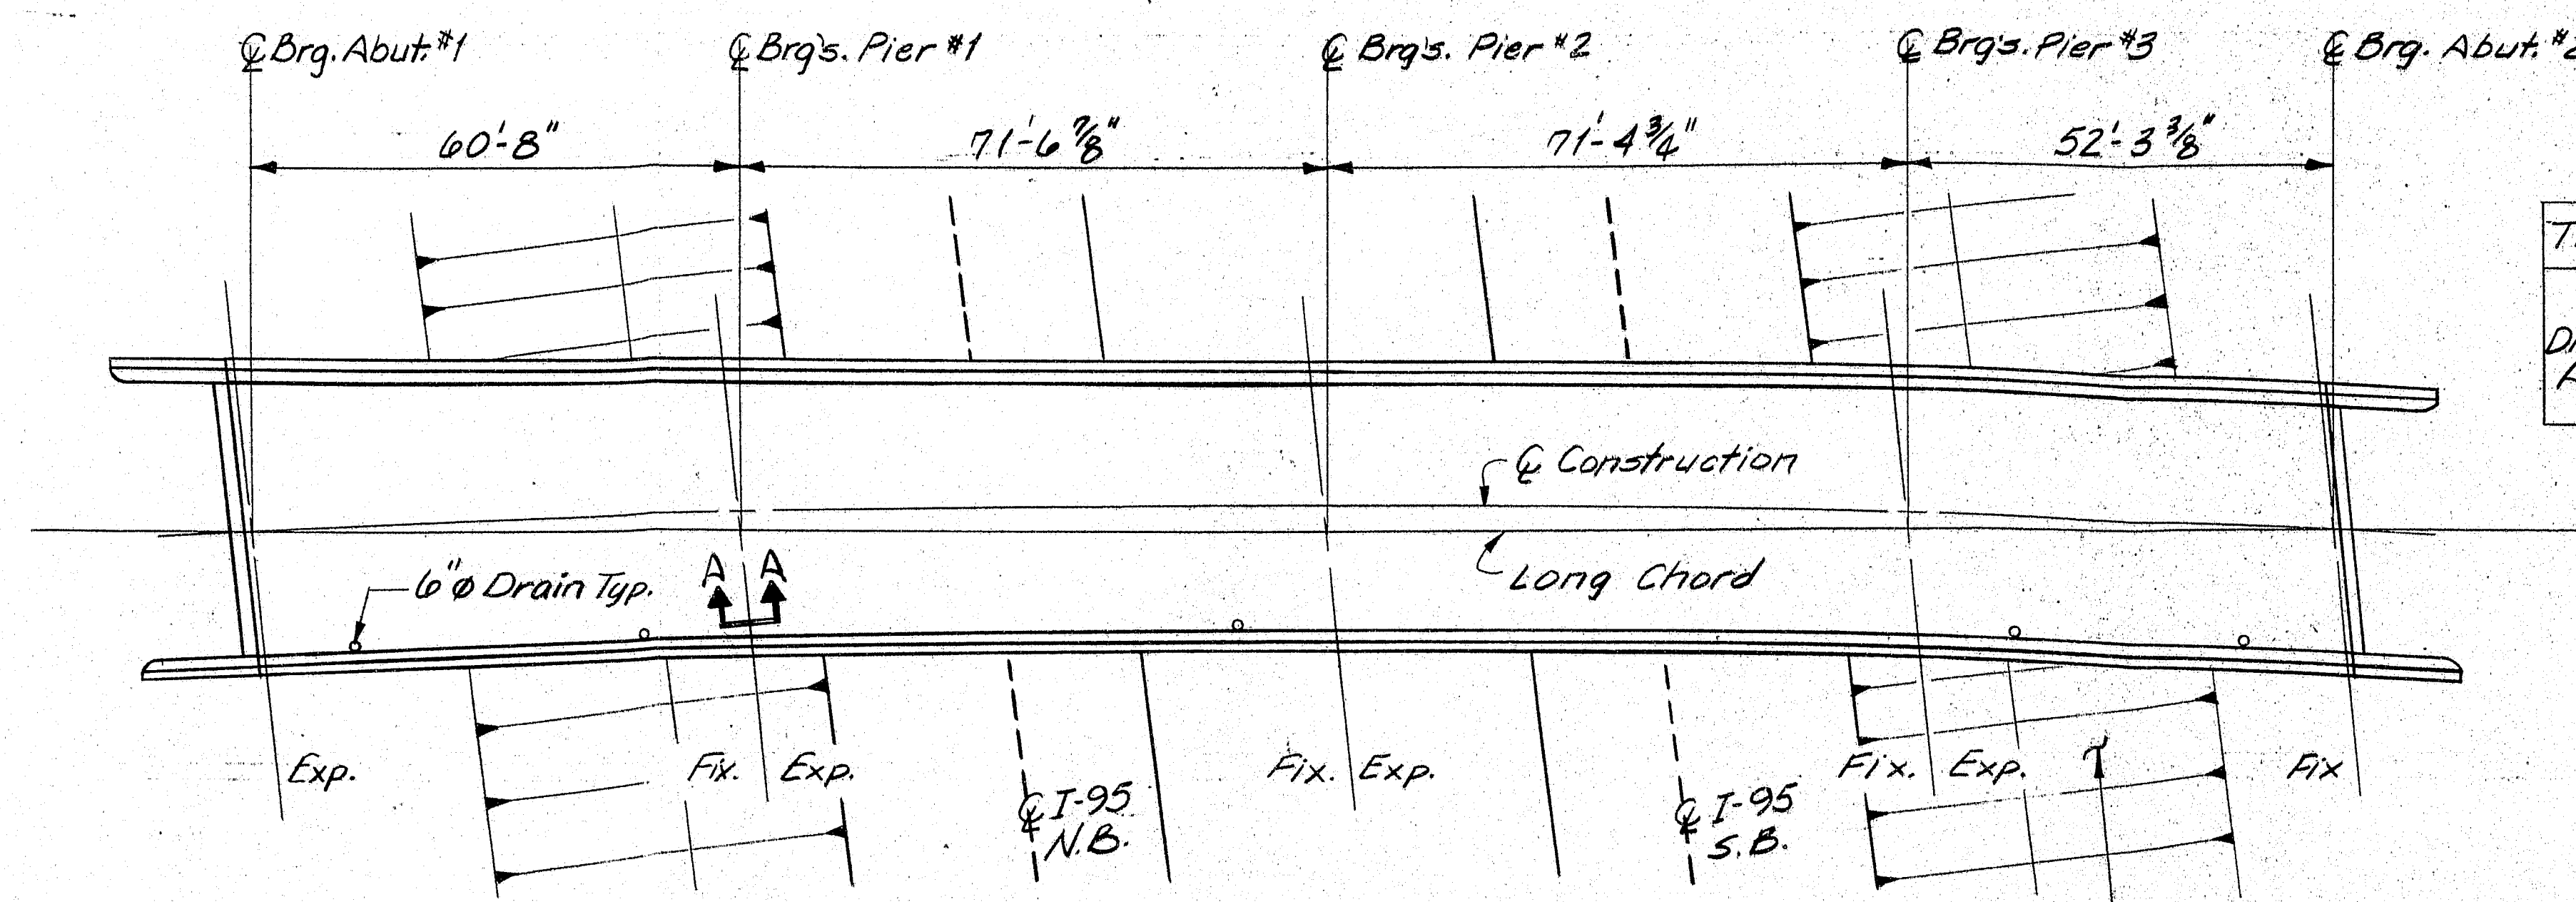 ℄ Brg. Abut. #1
℄ Brg's. Pier #1
℄ Brg's. Pier #2
℄ Brg's. Pier #3
℄ Brg. Abut. #2
60'-8"
71'-6 7/8"
71'-4 3/4"
52'-3 3/8"
℄ Construction
Long Chord
6"ø Drain Typ.
A A
Exp.
Fix. Exp.
Fix. Exp.
Fix. Exp.
Fix
℄ I-95
N.B.
℄ I-95
S.B.